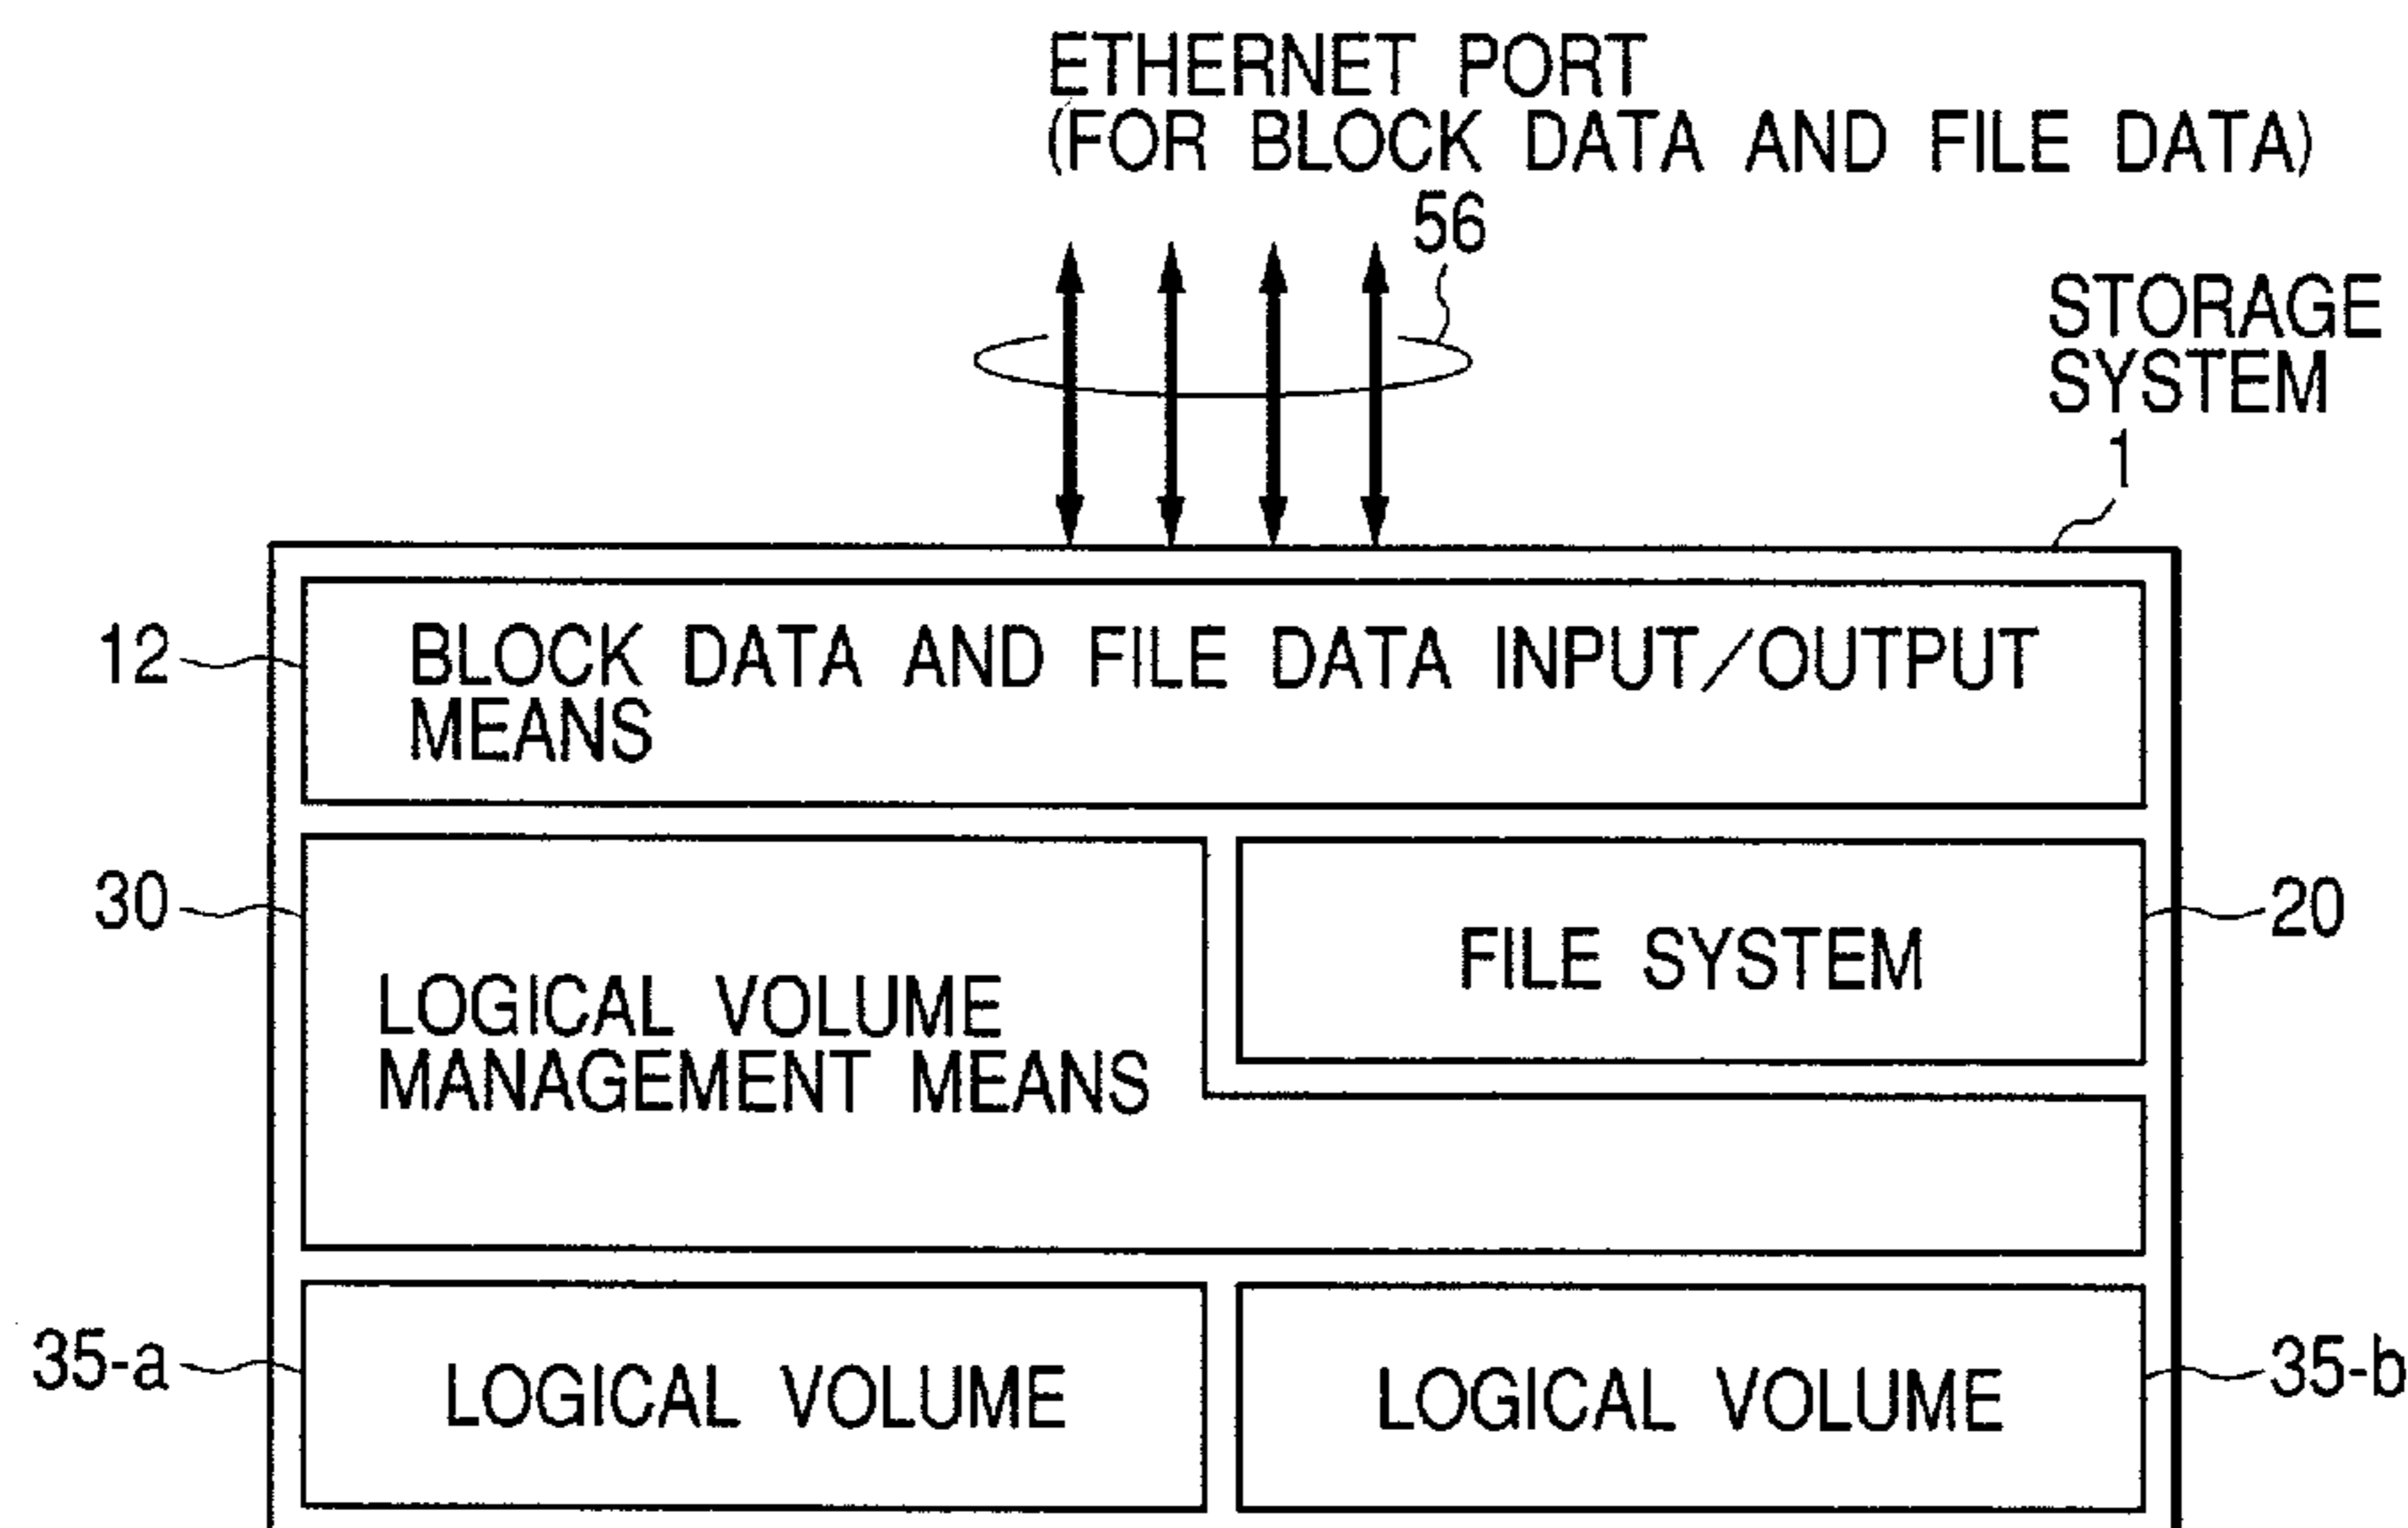 ETHERNET PORT
(FOR BLOCK DATA AND FILE DATA)
56
STORAGE
SYSTEM
1
12
BLOCK DATA AND FILE DATA INPUT/OUTPUT
MEANS
30
20
FILE SYSTEM
LOGICAL VOLUME
MANAGEMENT MEANS
35-a
LOGICAL VOLUME
LOGICAL VOLUME
35-b